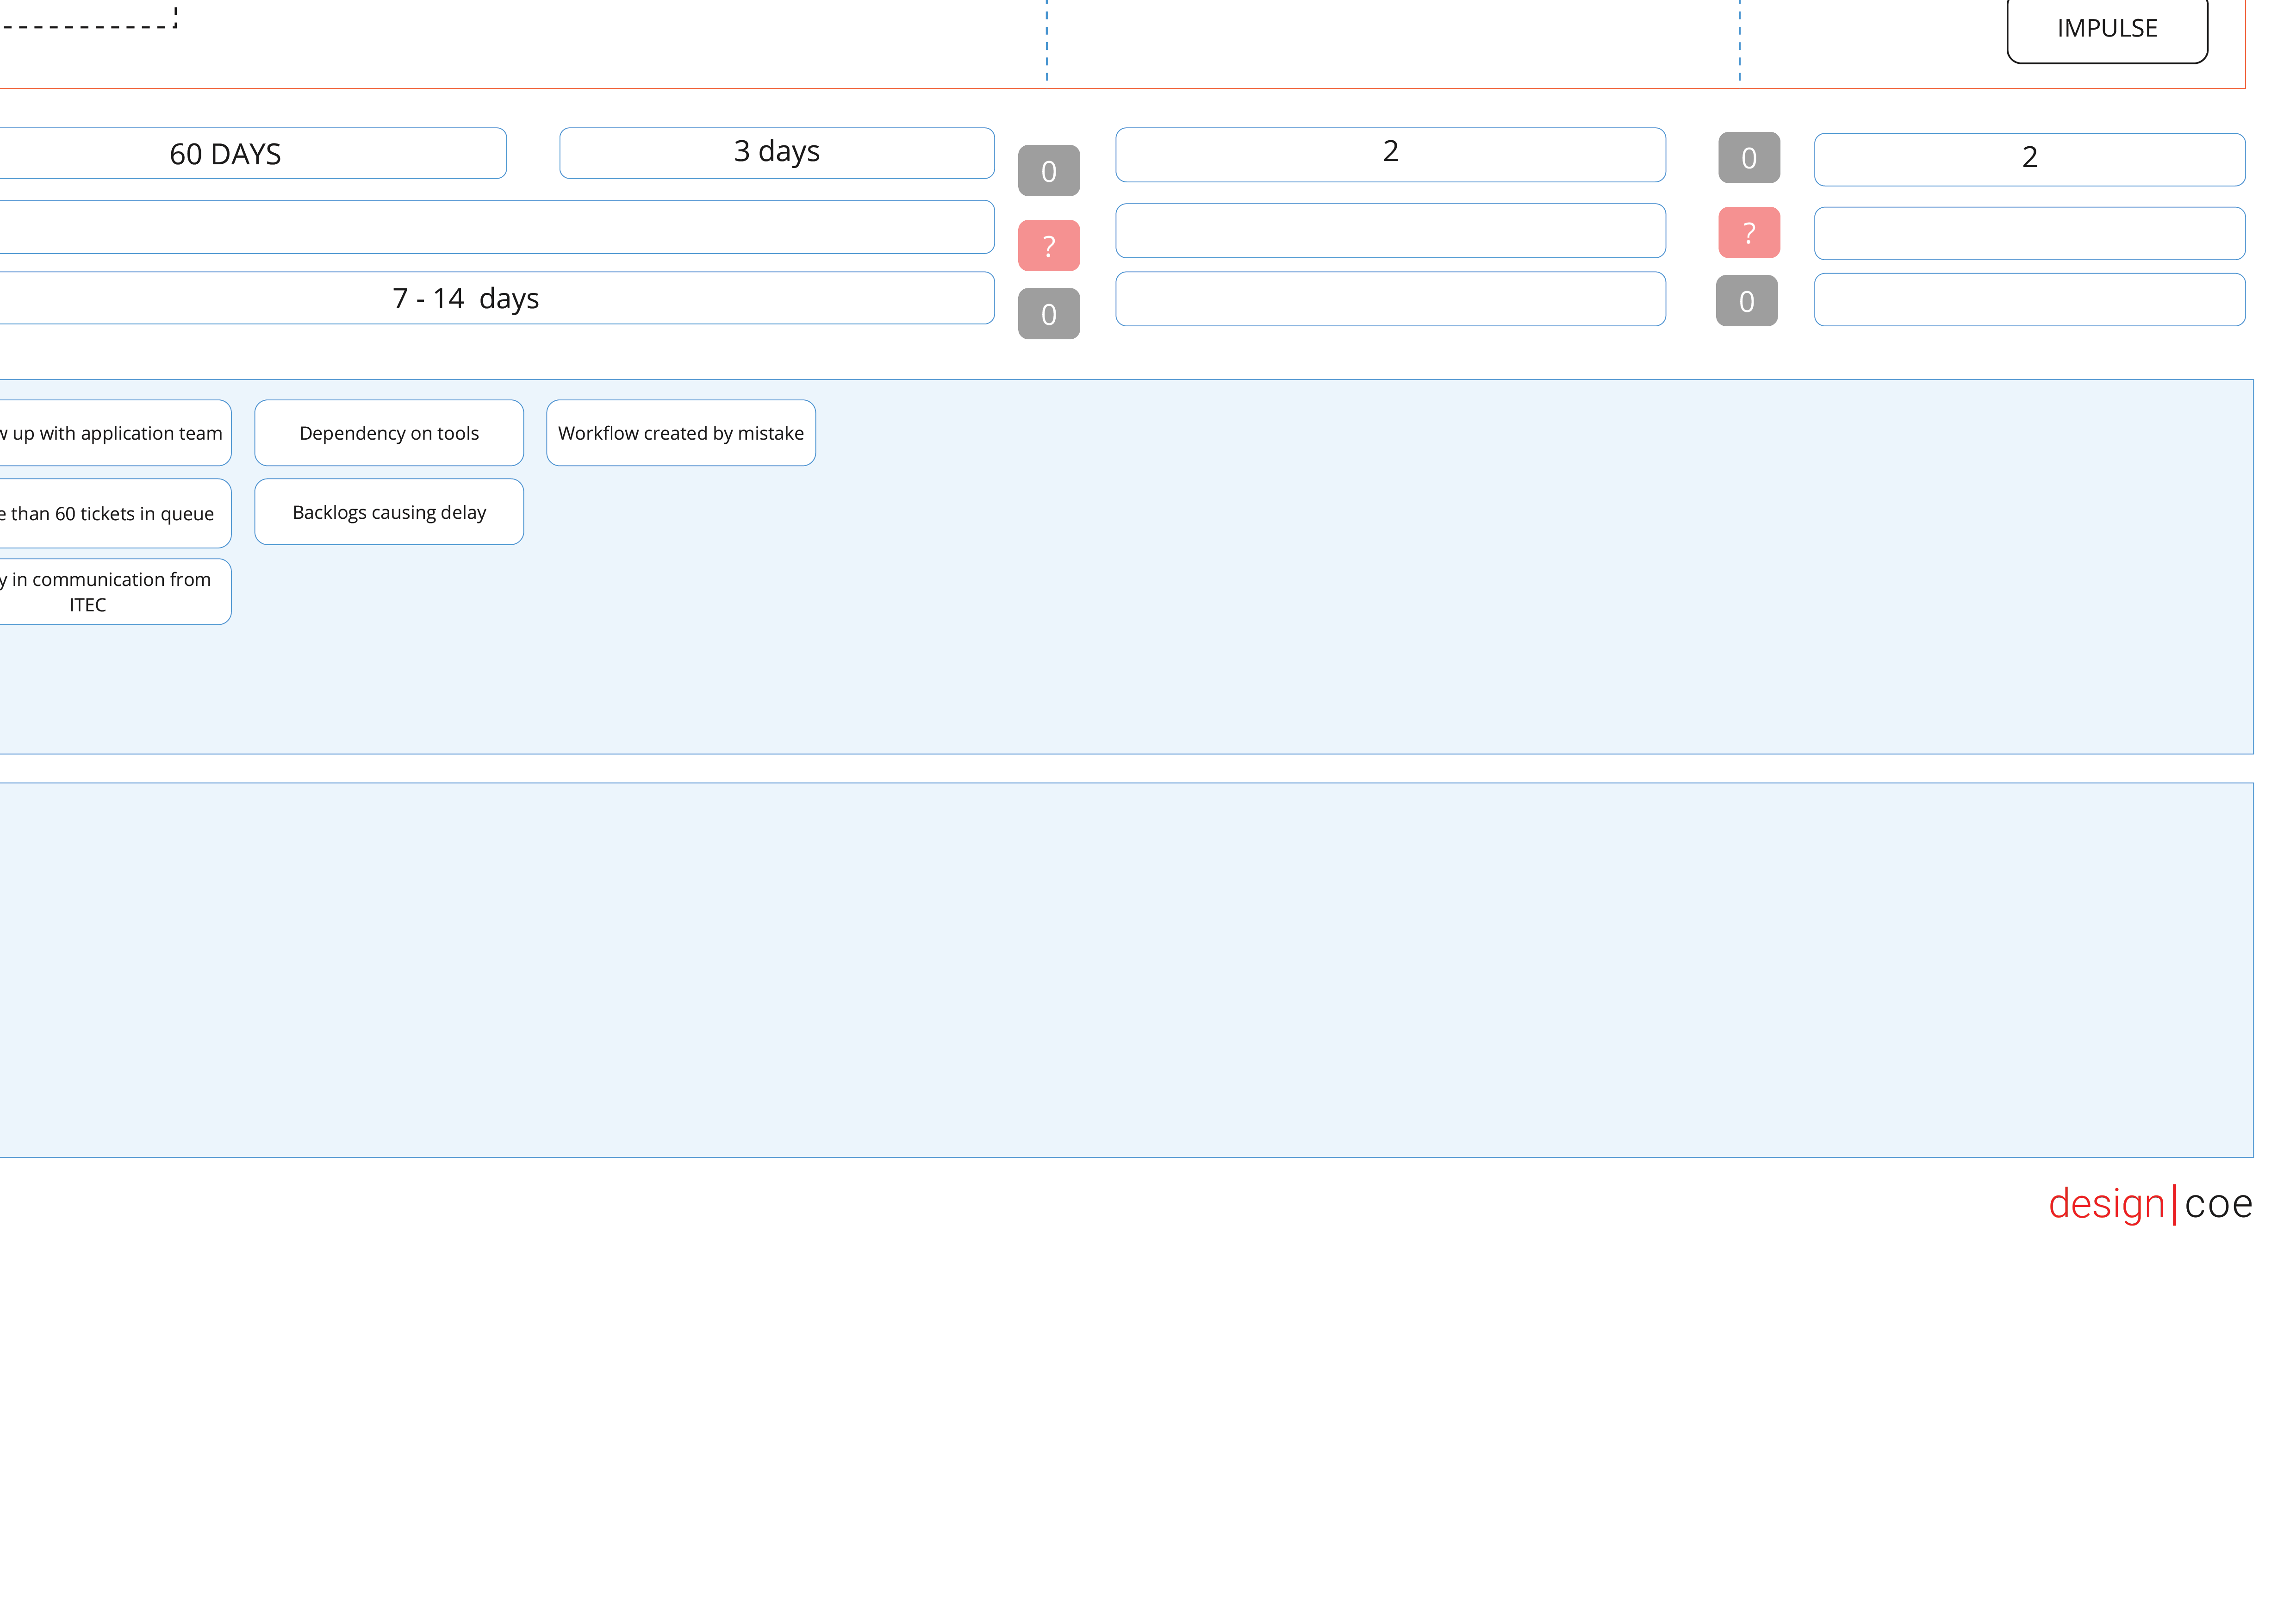 IMPULSE
60 DAYS
3 days
0
2
0
2
?
?
7 - 14 days
0
0
up with application team
Dependency on tools
Workflow created by mistake
than 60 tickets in queue
Backlogs causing delay
in communication from
ITEC
design|coe